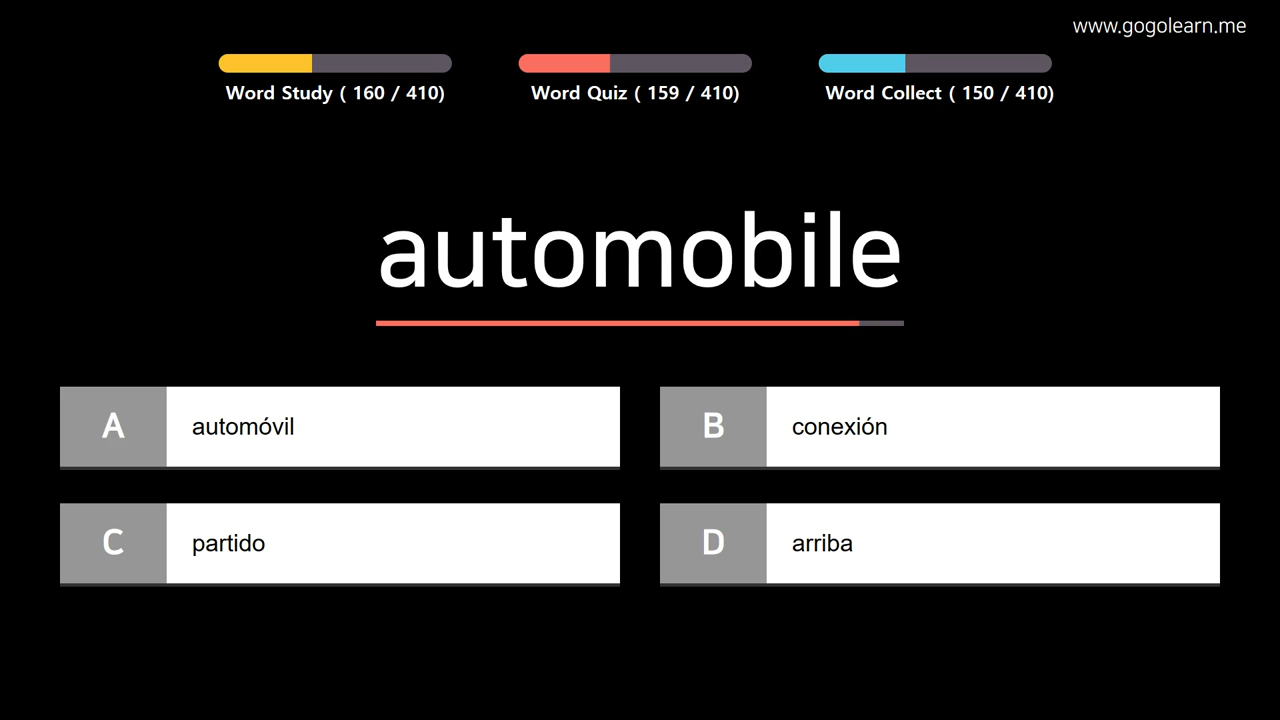 www.gogolearn.me
Word Study ( 160 / 410)
Word Quiz ( 159 / 410)
Word Collect ( 150 / 410)
automobile
A automóvil
B conexión
C partido
D arriba